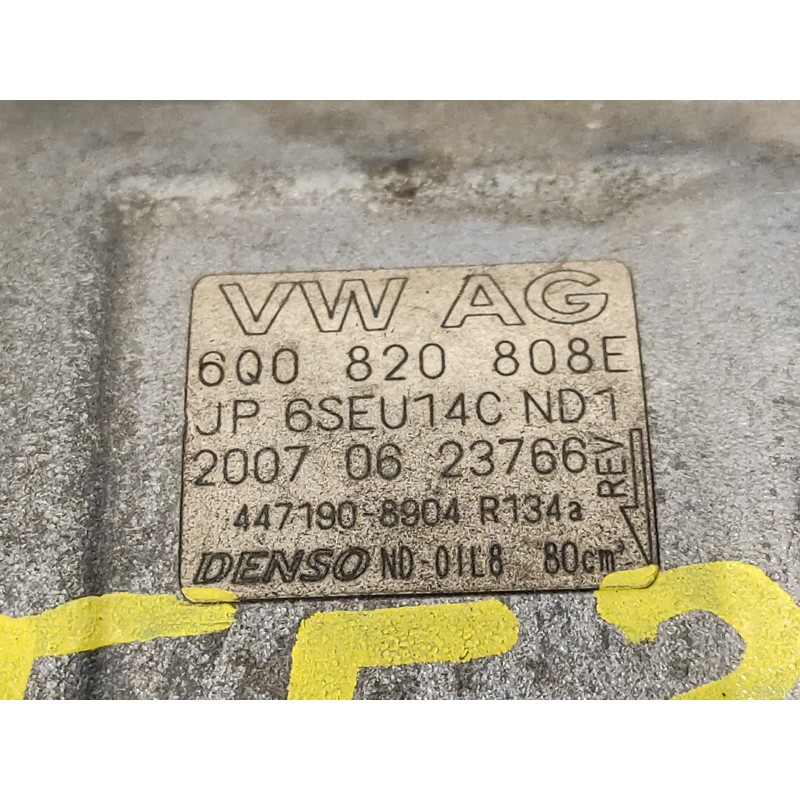 VW AG
6Q0 820 808E
JP 6SEU14C ND1
2007 06 23766
REV
447190-8904 R134a
DENSO ND-OIL8 80cm³